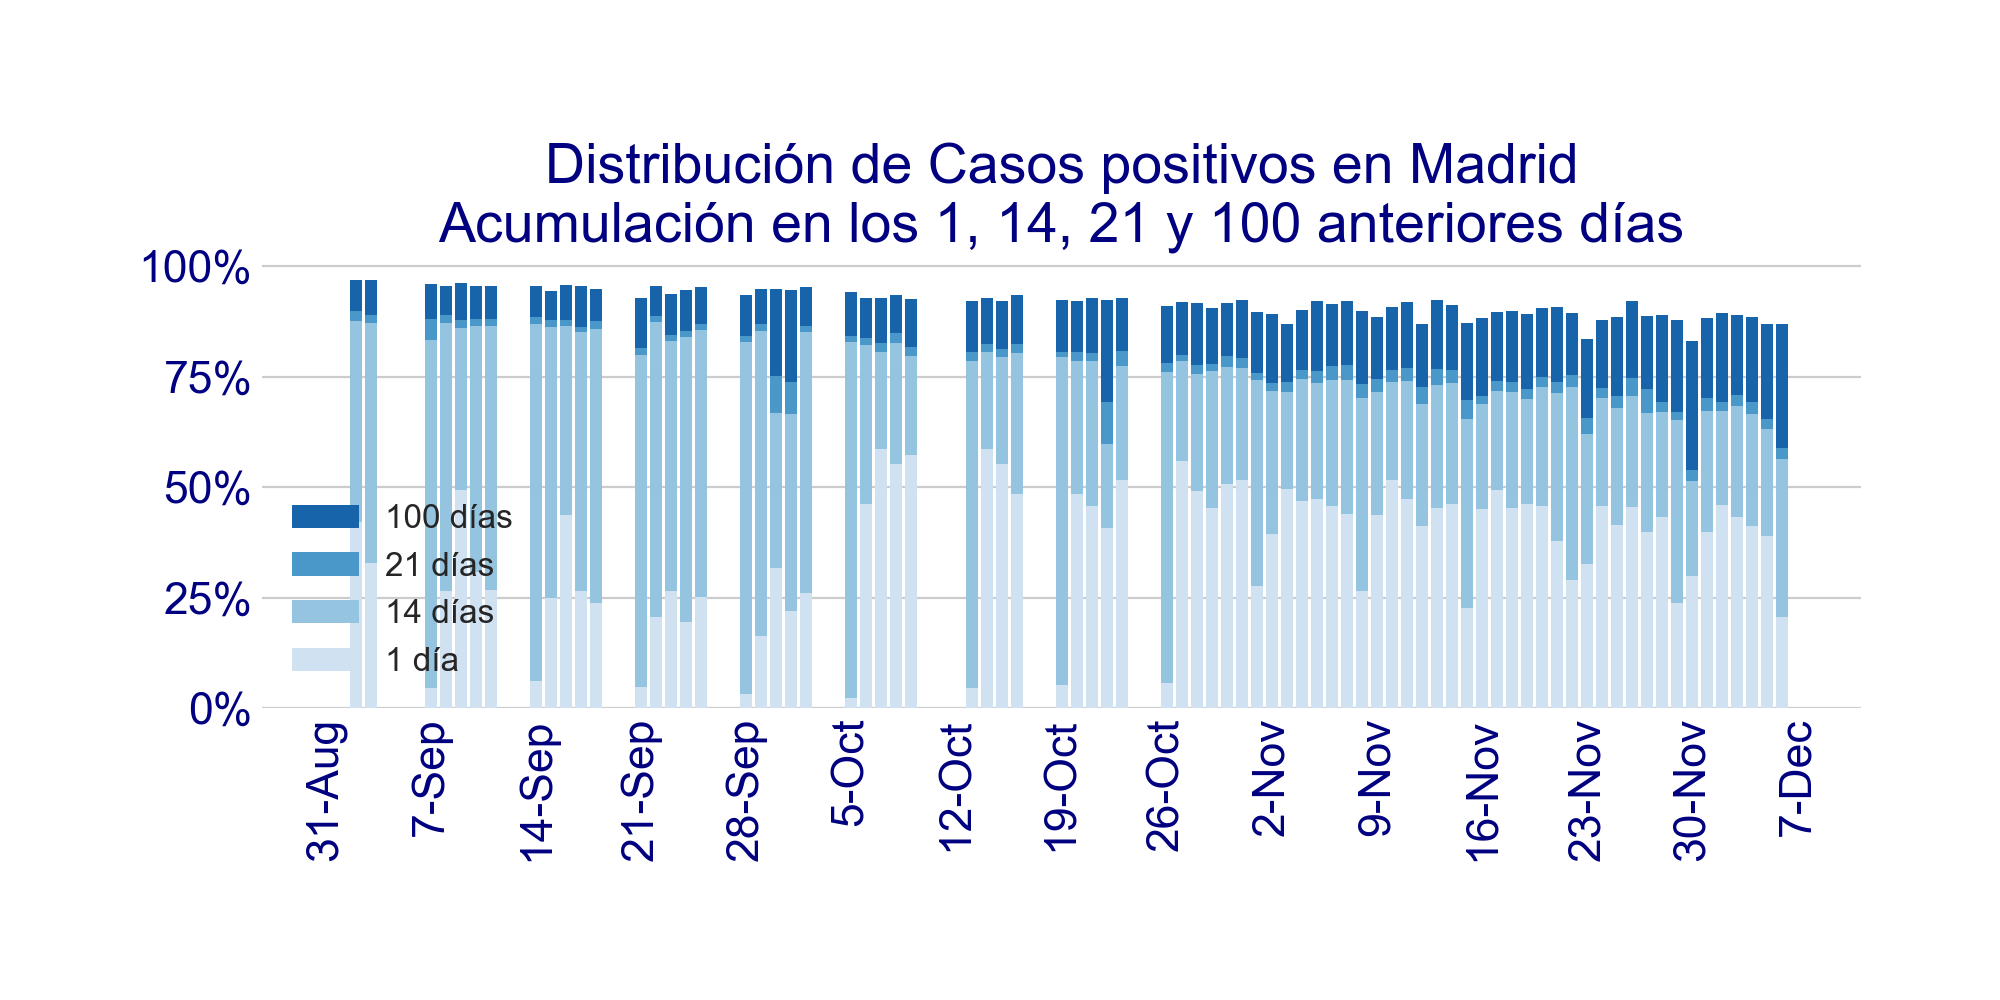 Distribución de Casos positivos en Madrid
Acumulación en los 1, 14, 21 y 100 anteriores días
100%
75%
50%
25%
0%
100 días
21 días
14 días
1 día
31-Aug
7-Sep
14-Sep
21-Sep
28-Sep
5-Oct
12-Oct
19-Oct
26-Oct
2-Nov
9-Nov
16-Nov
23-Nov
30-Nov
7-Dec